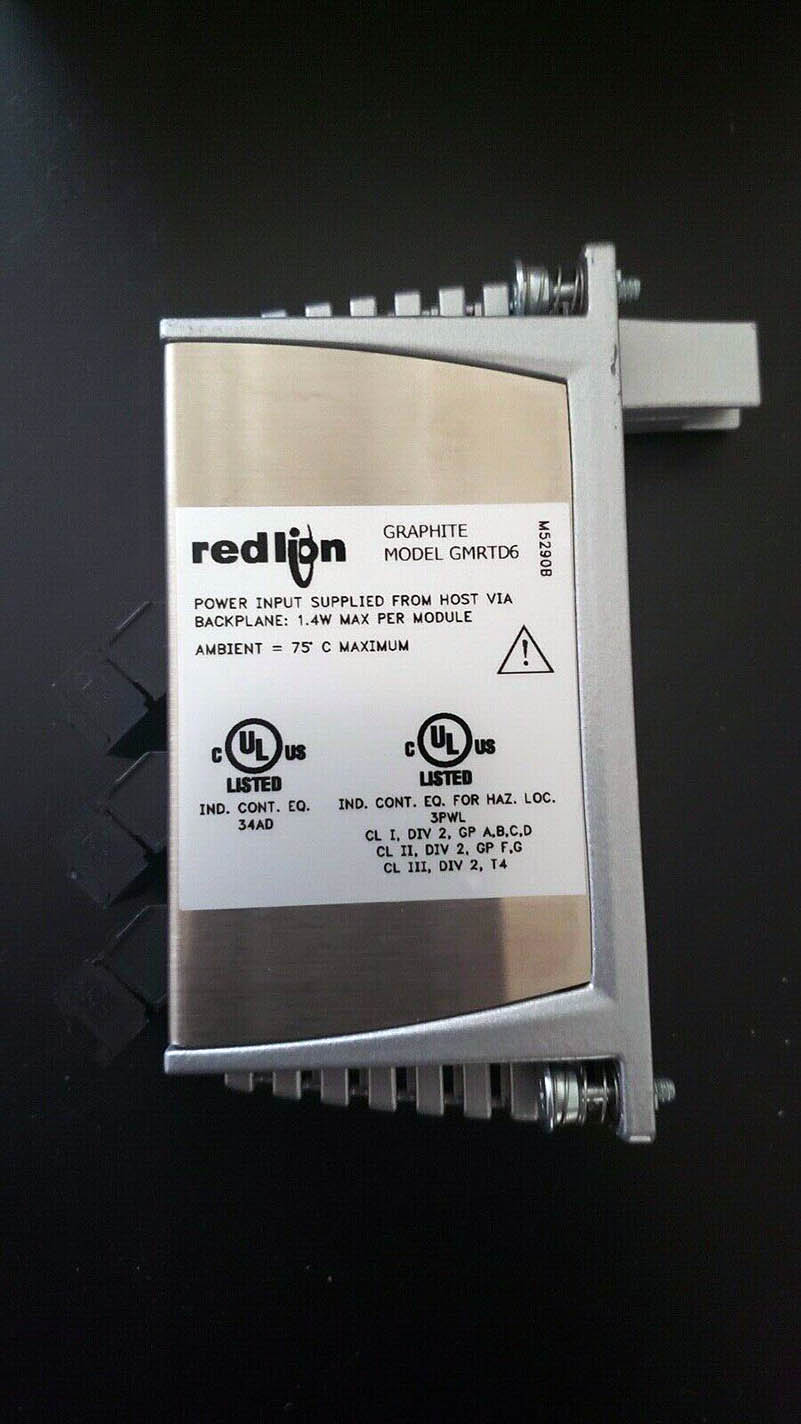 redlion
GRAPHITE
MODEL GMRTD6
M5290B
POWER INPUT SUPPLIED FROM HOST VIA
BACKPLANE: 1.4W MAX PER MODULE
AMBIENT = 75° C MAXIMUM
!
C UL US
LISTED
IND. CONT. EQ.
34AD
C UL US
LISTED
IND. CONT. EQ. FOR HAZ. LOC.
3PWL
CL I, DIV 2, GP A,B,C,D
CL II, DIV 2, GP F,G
CL III, DIV 2, T4